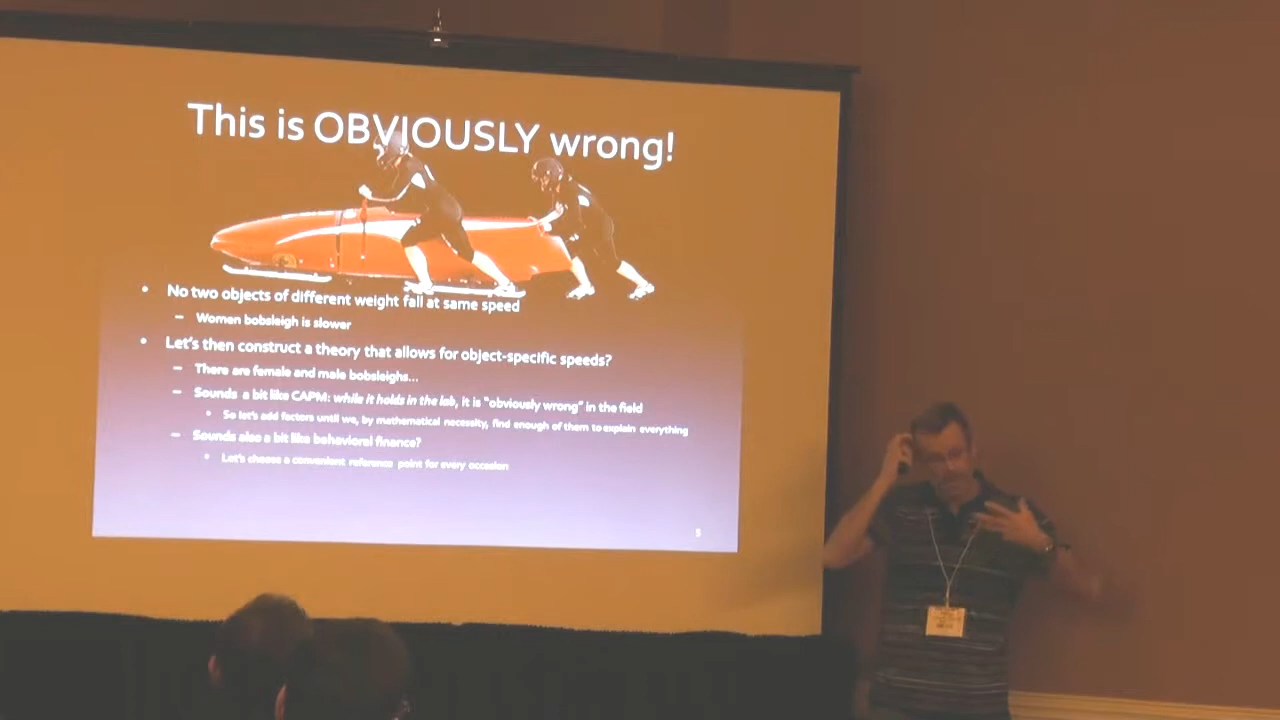 This is OBVIOUSLY wrong!
• No two objects of different weight fall at same speed
– Women bobsleigh is slower
• Let's then construct a theory that allows for object-specific speeds?
– There are female and male bobsleighs...
– Sounds a bit like CAPM: while it holds in the lab, it is "obviously wrong" in the field
• So let's add factors until we, by mathematical necessity, find enough of them to explain everything
– Sounds also a bit like behavioral finance?
• Let's choose a convenient reference point for every occasion
5